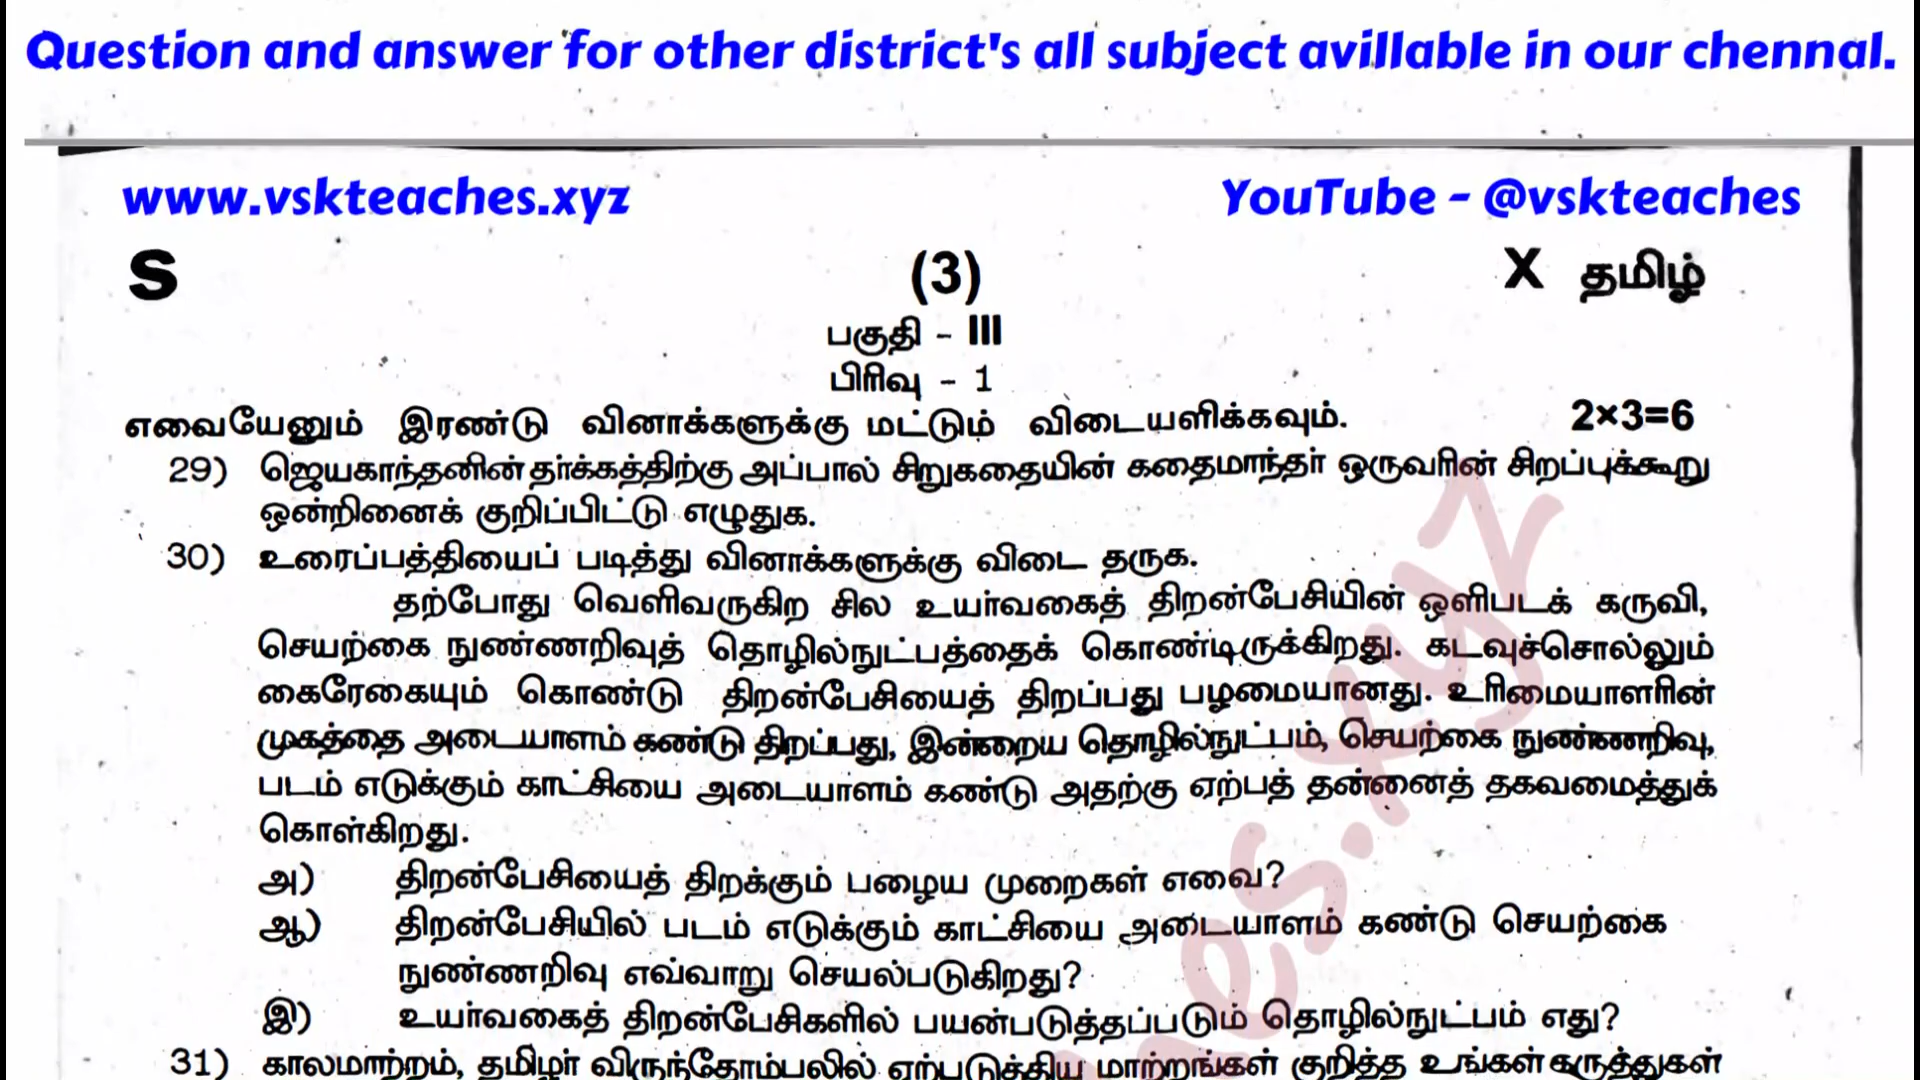 Question and answer for other district's all subject avillable in our chennal.
www.vskteaches.xyz YouTube - @vskteaches
S (3) X தமிழ்
பகுதி - III
பிரிவு - 1
எவையேனும் இரண்டு வினாக்களுக்கு மட்டும் விடையளிக்கவும். 2×3=6
29) ஜெயகாந்தனின் தர்க்கத்திற்கு அப்பால் சிறுகதையின் கதைமாந்தர் ஒருவரின் சிறப்புக்கூறு
ஒன்றினைக் குறிப்பிட்டு எழுதுக.
30) உரைப்பத்தியைப் படித்து வினாக்களுக்கு விடை தருக.
தற்போது வெளிவருகிற சில உயர்வகைத் திறன்பேசியின் ஒளிபடக் கருவி,
செயற்கை நுண்ணறிவுத் தொழில்நுட்பத்தைக் கொண்டிருக்கிறது. கடவுச்சொல்லும்
கைரேகையும் கொண்டு திறன்பேசியைத் திறப்பது பழமையானது. உரிமையாளரின்
முகத்தை அடையாளம் கண்டு திறப்பது, இன்றைய தொழில்நுட்பம், செயற்கை நுண்ணறிவு,
படம் எடுக்கும் காட்சியை அடையாளம் கண்டு அதற்கு ஏற்பத் தன்னைத் தகவமைத்துக்
கொள்கிறது.
அ) திறன்பேசியைத் திறக்கும் பழைய முறைகள் எவை?
ஆ) திறன்பேசியில் படம் எடுக்கும் காட்சியை அடையாளம் கண்டு செயற்கை
நுண்ணறிவு எவ்வாறு செயல்படுகிறது?
இ) உயர்வகைத் திறன்பேசிகளில் பயன்படுத்தப்படும் தொழில்நுட்பம் எது?
31) காலமாற்றம், தமிழர் விருந்தோம்பலில் ஏற்படுத்திய மாற்றங்கள் குறித்த உங்கள் கருத்துகள்
es.xyz